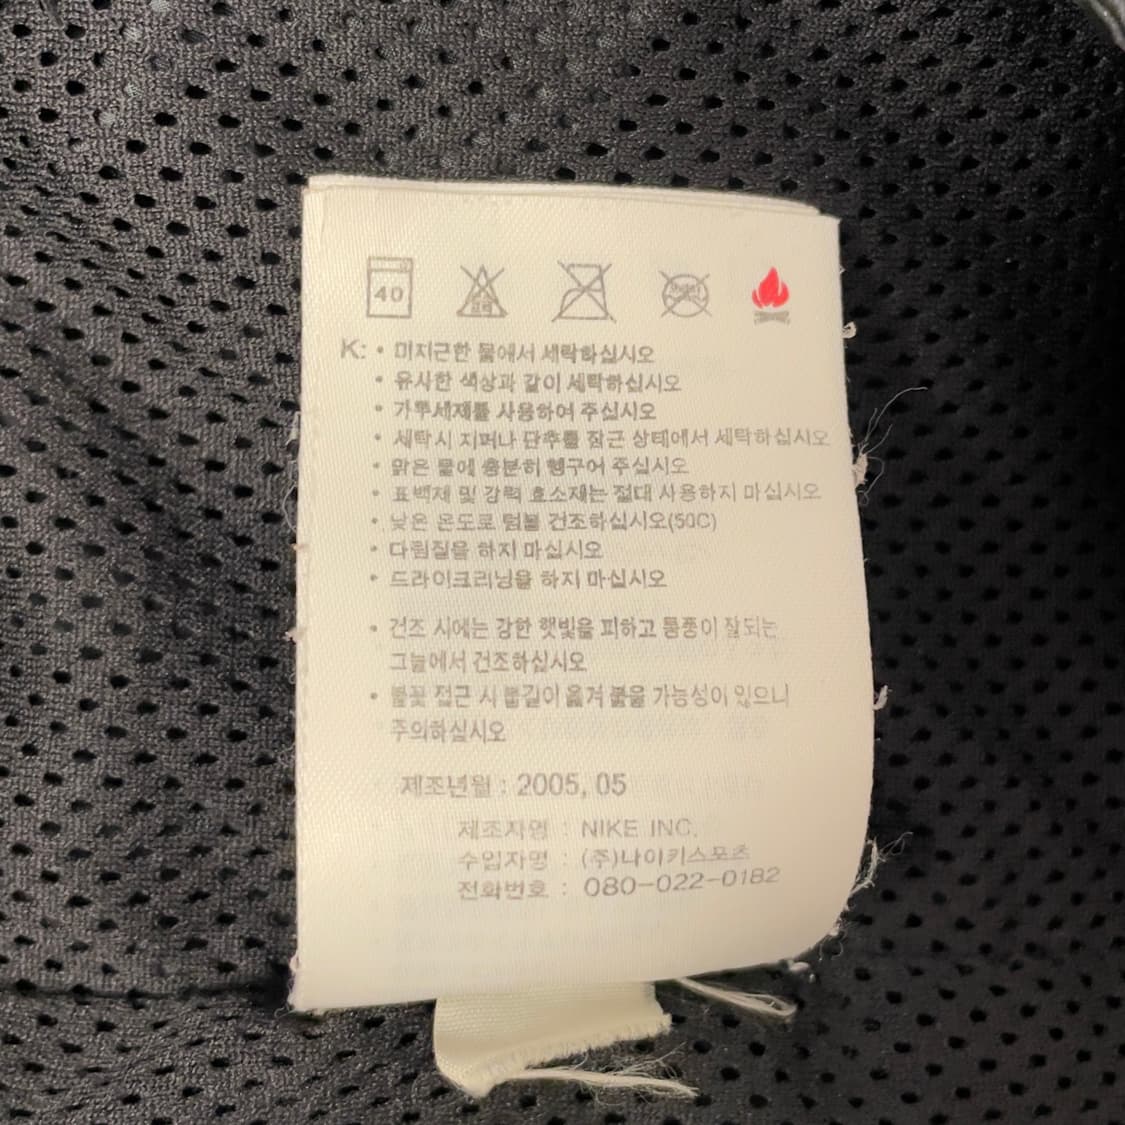 40
K: • 미지근한 물에서 세탁하십시오
• 유사한 색상과 같이 세탁하십시오
• 가루세제를 사용하여 주십시오
• 세탁시 지퍼나 단추를 잠근 상태에서 세탁하십시오
• 맑은 물에 충분히 헹구어 주십시오
• 표백제 및 강력 효소제는 절대 사용하지 마십시오
• 낮은 온도로 텀블 건조하십시오(50C)
• 다림질을 하지 마십시오
• 드라이크리닝을 하지 마십시오
• 건조 시에는 강한 햇빛을 피하고 통풍이 잘되는
그늘에서 건조하십시오
• 불꽃 접근 시 불길이 옮겨 붙을 가능성이 있으니
주의하십시오
제조년월 : 2005, 05
제조자명 : NIKE INC.
수입자명 : (주)나이키스포츠
전화번호 : 080-022-0182